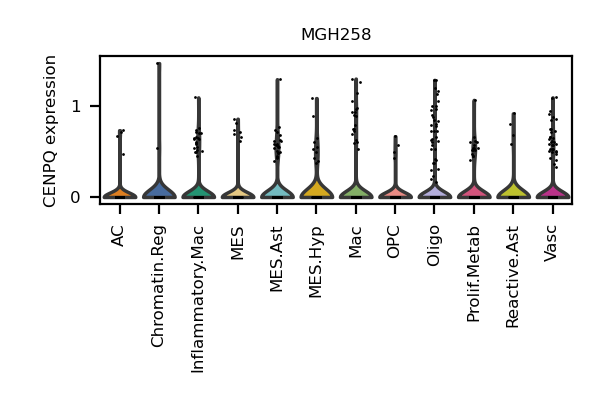 MGH258
CENPQ expression
1
0
AC
Chromatin.Reg
Inflammatory.Mac
MES
MES.Ast
MES.Hyp
Mac
OPC
Oligo
Prolif.Metab
Reactive.Ast
Vasc